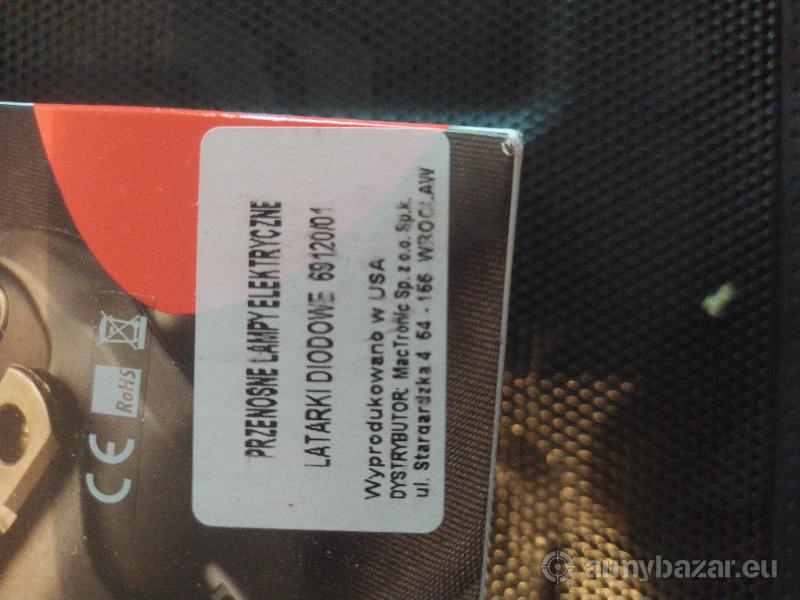 PRZENOSNE LAMPY ELEKTRYCZNE
LATARKI DIODOWE 69120/01
Wyprodukowano w USA
DYSTRYBUTOR: MacTronic Sp. z o.o. Sp.k.
ul. Stargardzka 4 54 - 156 WROCŁAW
CE RoHS
armybazar.eu